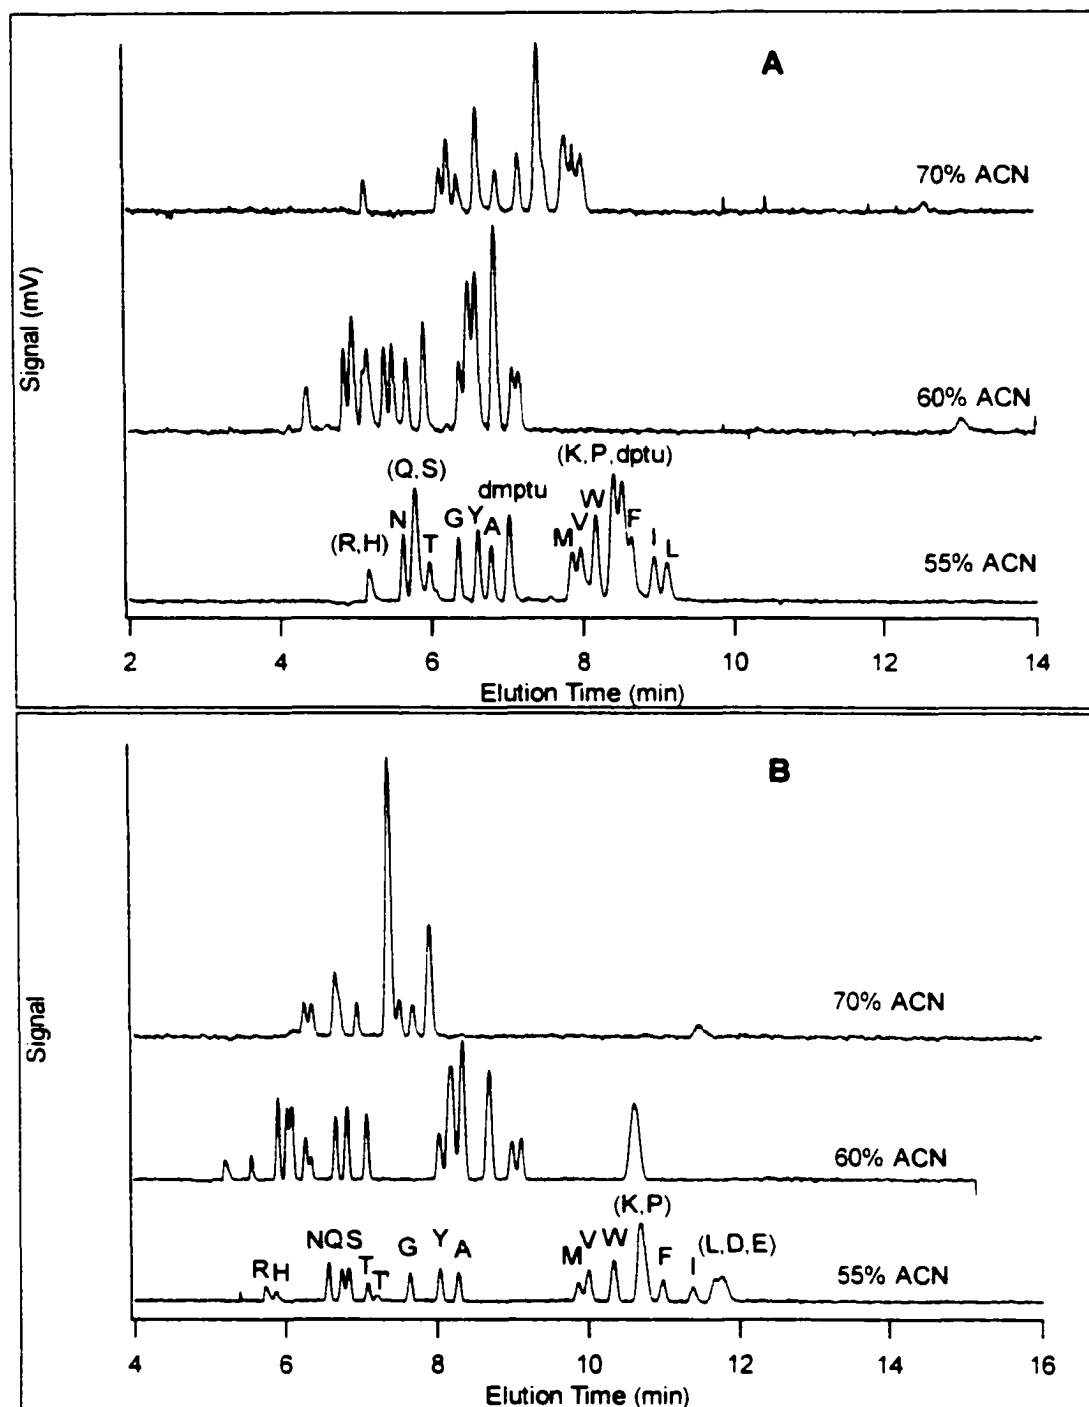 A
70% ACN
Signal (mV)
60% ACN
(K,P,dptu)
(Q,S)
dmptu
W
N
G Y
V
F
(R,H)
T
A
M
I
L
55% ACN
2 4 6 8 10 12 14
Elution Time (min)
B
70% ACN
Signal
60% ACN
(K,P)
NQS
G
Y
A
V W
M
F
(L,D,E)
R H
T
T'
I
55% ACN
4 6 8 10 12 14 16
Elution Time (min)